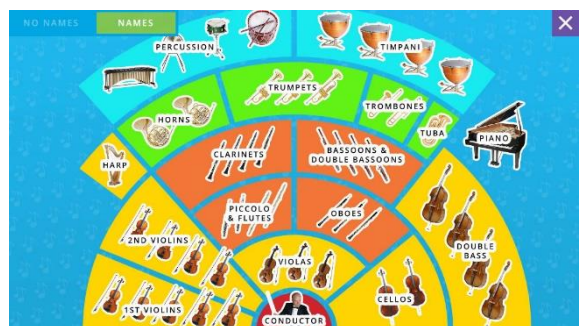 NO NAMES
NAMES
PERCUSSION
TIMPANI
TRUMPETS
HORNS
TROMBONES
TUBA
PIANO
HARP
CLARINETS
BASSOONS &
DOUBLE BASSOONS
PICCOLO
& FLUTES
OBOES
2ND VIOLINS
VIOLAS
DOUBLE
BASS
1ST VIOLINS
CELLOS
CONDUCTOR